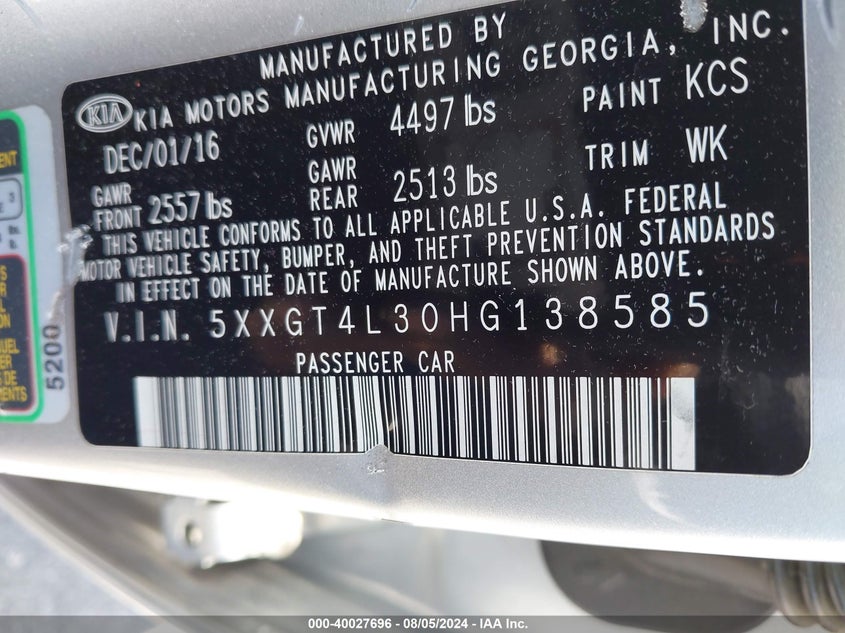 MANUFACTURED BY
KIA KIA MOTORS MANUFACTURING GEORGIA, INC.
DEC/01/16 GVWR 4497 lbs PAINT KCS
GAWR FRONT 2557 lbs GAWR REAR 2513 lbs TRIM WK
THIS VEHICLE CONFORMS TO ALL APPLICABLE U.S.A. FEDERAL
MOTOR VEHICLE SAFETY, BUMPER, AND THEFT PREVENTION STANDARDS
IN EFFECT ON THE DATE OF MANUFACTURE SHOWN ABOVE.
V.I.N. 5XXGT4L30HG138585
PASSENGER CAR
5200
000-40027696 - 08/05/2024 - IAA Inc.